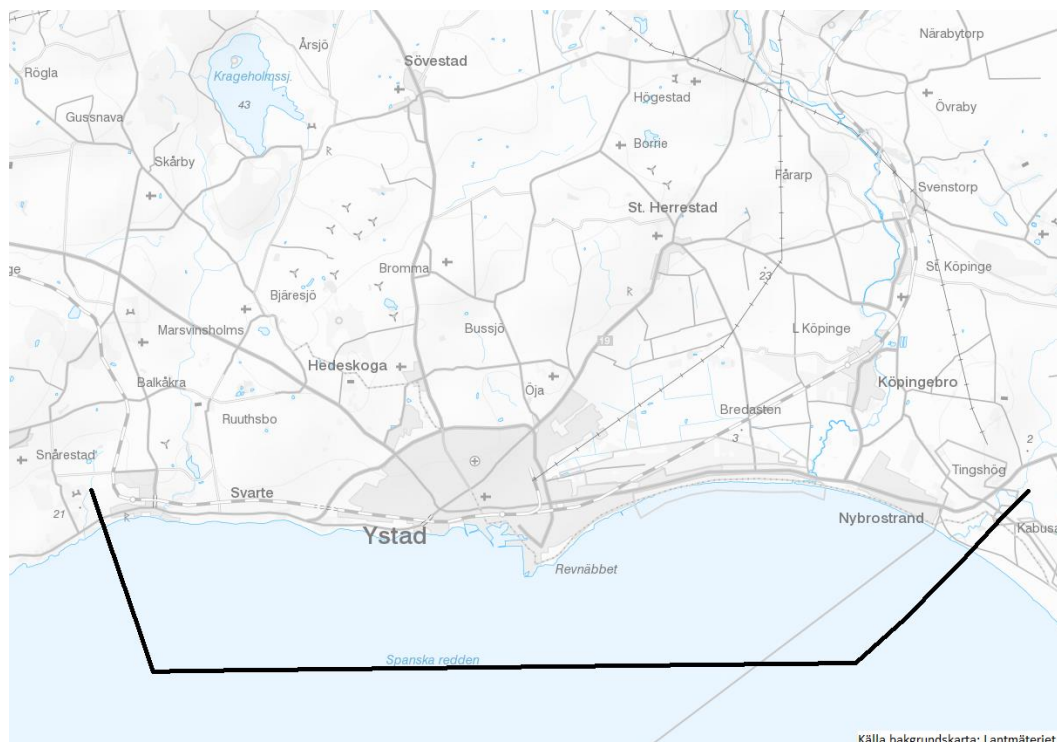 Årsjö
Närabytorp
Sövestad
Rögla
Krageholmssj.
43
Högestad
Övraby
Gussnava
Borrie
Skårby
Fårarp
Svenstorp
St. Herrestad
Bromma
23
St. Köpinge
ge
Bjäresjö
Marsvinsholms
Bussjö
L Köpinge
19
Hedeskoga
Balkåkra
Öja
Köpingebro
Ruuthsbo
Bredasten
3
2
Snårestad
Tingshög
Svarte
21
Nybrostrand
Kabusa
Ystad
Revnäbbet
Spanska redden
Källa bakgrundskarta: Lantmäteriet